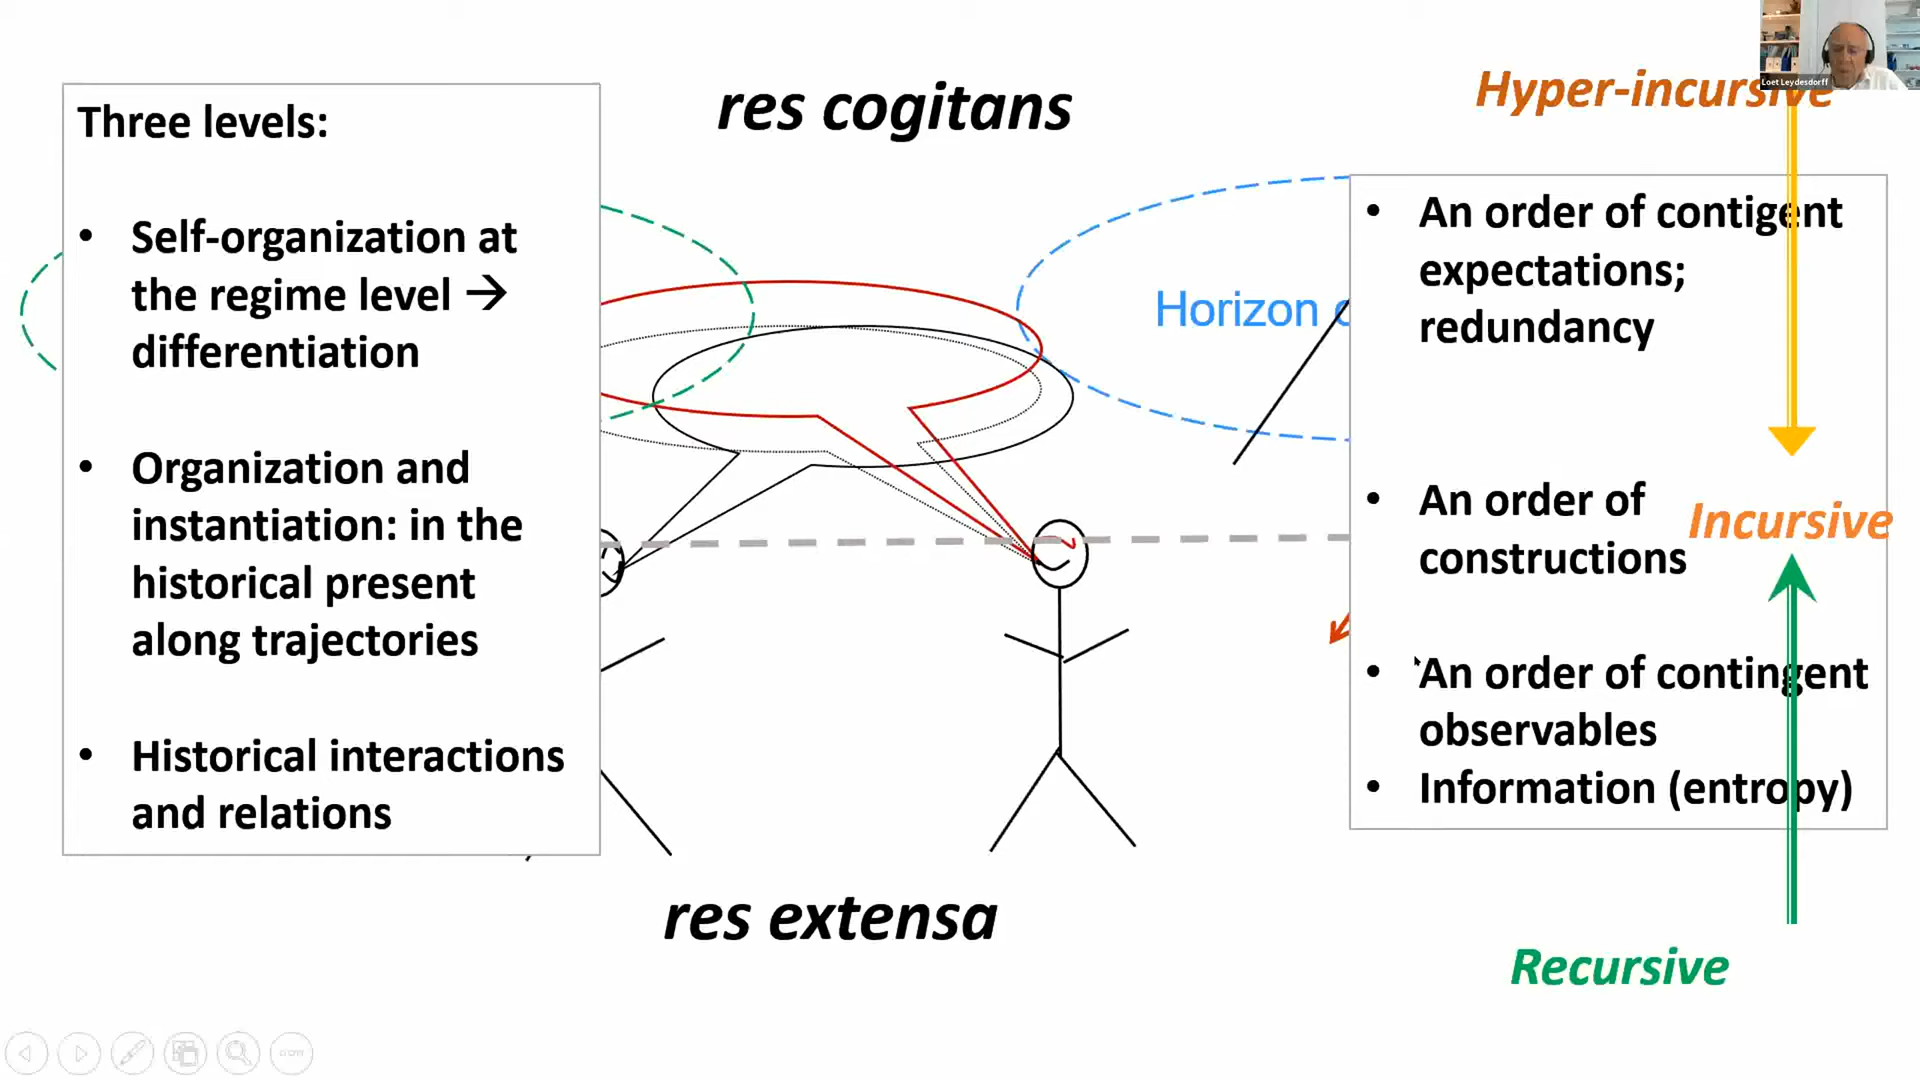 Loet Leydesdorff
res cogitans
Hyper-incursive
Three levels:
• Self-organization at
the regime level →
differentiation
• Organization and
instantiation: in the
historical present
along trajectories
• Historical interactions
and relations
Horizon
• An order of contigent
expectations;
redundancy
• An order of
constructions
Incursive
• An order of contingent
observables
• Information (entropy)
res extensa
Recursive